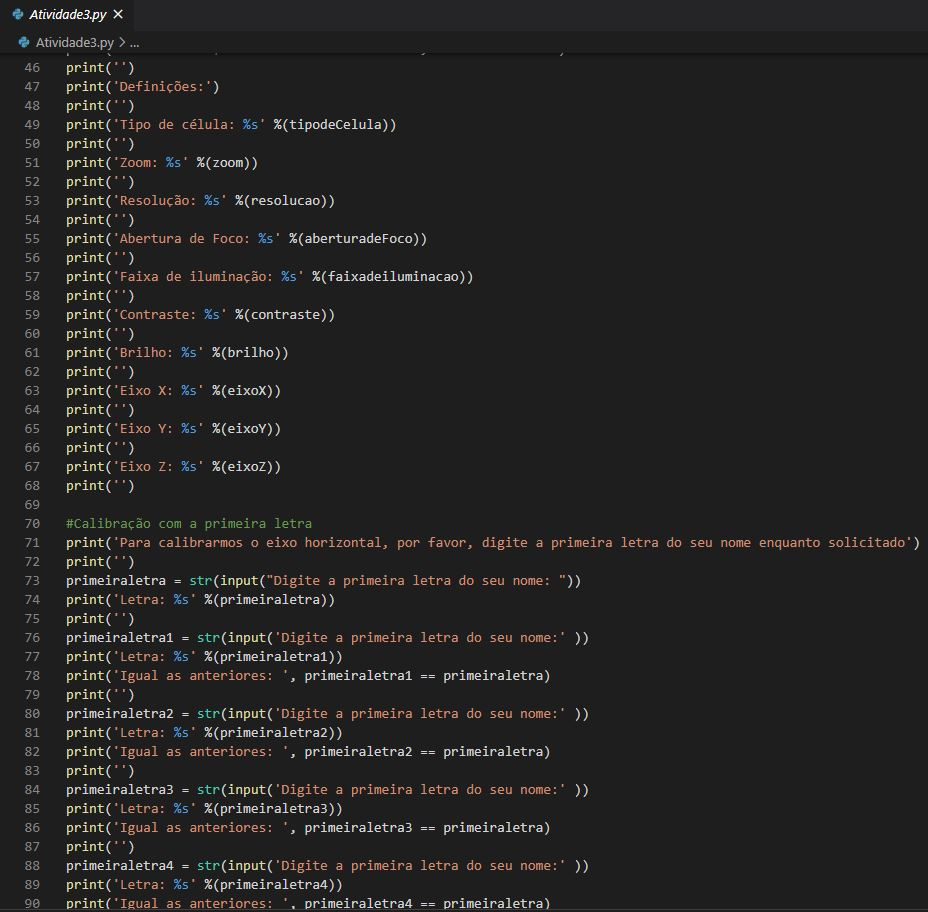 Atividade3.py ×
Atividade3.py > ...
46 print('')
47 print('Definições:')
48 print('')
49 print('Tipo de célula: %s' %(tipodeCelula))
50 print('')
51 print('Zoom: %s' %(zoom))
52 print('')
53 print('Resolução: %s' %(resolucao))
54 print('')
55 print('Abertura de Foco: %s' %(aberturadeFoco))
56 print('')
57 print('Faixa de iluminação: %s' %(faixadeiluminacao))
58 print('')
59 print('Contraste: %s' %(contraste))
60 print('')
61 print('Brilho: %s' %(brilho))
62 print('')
63 print('Eixo X: %s' %(eixoX))
64 print('')
65 print('Eixo Y: %s' %(eixoY))
66 print('')
67 print('Eixo Z: %s' %(eixoZ))
68 print('')
69
70 #Calibração com a primeira letra
71 print('Para calibrarmos o eixo horizontal, por favor, digite a primeira letra do seu nome enquanto solicitado')
72 print('')
73 primeiraletra = str(input("Digite a primeira letra do seu nome: "))
74 print('Letra: %s' %(primeiraletra))
75 print('')
76 primeiraletra1 = str(input('Digite a primeira letra do seu nome:' ))
77 print('Letra: %s' %(primeiraletra1))
78 print('Igual as anteriores: ', primeiraletra1 == primeiraletra)
79 print('')
80 primeiraletra2 = str(input('Digite a primeira letra do seu nome:' ))
81 print('Letra: %s' %(primeiraletra2))
82 print('Igual as anteriores: ', primeiraletra2 == primeiraletra)
83 print('')
84 primeiraletra3 = str(input('Digite a primeira letra do seu nome:' ))
85 print('Letra: %s' %(primeiraletra3))
86 print('Igual as anteriores: ', primeiraletra3 == primeiraletra)
87 print('')
88 primeiraletra4 = str(input('Digite a primeira letra do seu nome:' ))
89 print('Letra: %s' %(primeiraletra4))
90 print('Igual as anteriores: ', primeiraletra4 == primeiraletra)